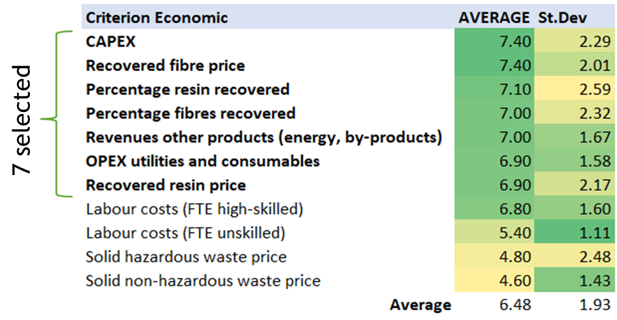 Criterion Economic AVERAGE St.Dev
CAPEX 7.40 2.29
Recovered fibre price 7.40 2.01
Percentage resin recovered 7.10 2.59
Percentage fibres recovered 7.00 2.32
Revenues other products (energy, by-products) 7.00 1.67
OPEX utilities and consumables 6.90 1.58
Recovered resin price 6.90 2.17
Labour costs (FTE high-skilled) 6.80 1.60
Labour costs (FTE unskilled) 5.40 1.11
Solid hazardous waste price 4.80 2.48
Solid non-hazardous waste price 4.60 1.43
Average 6.48 1.93
7 selected